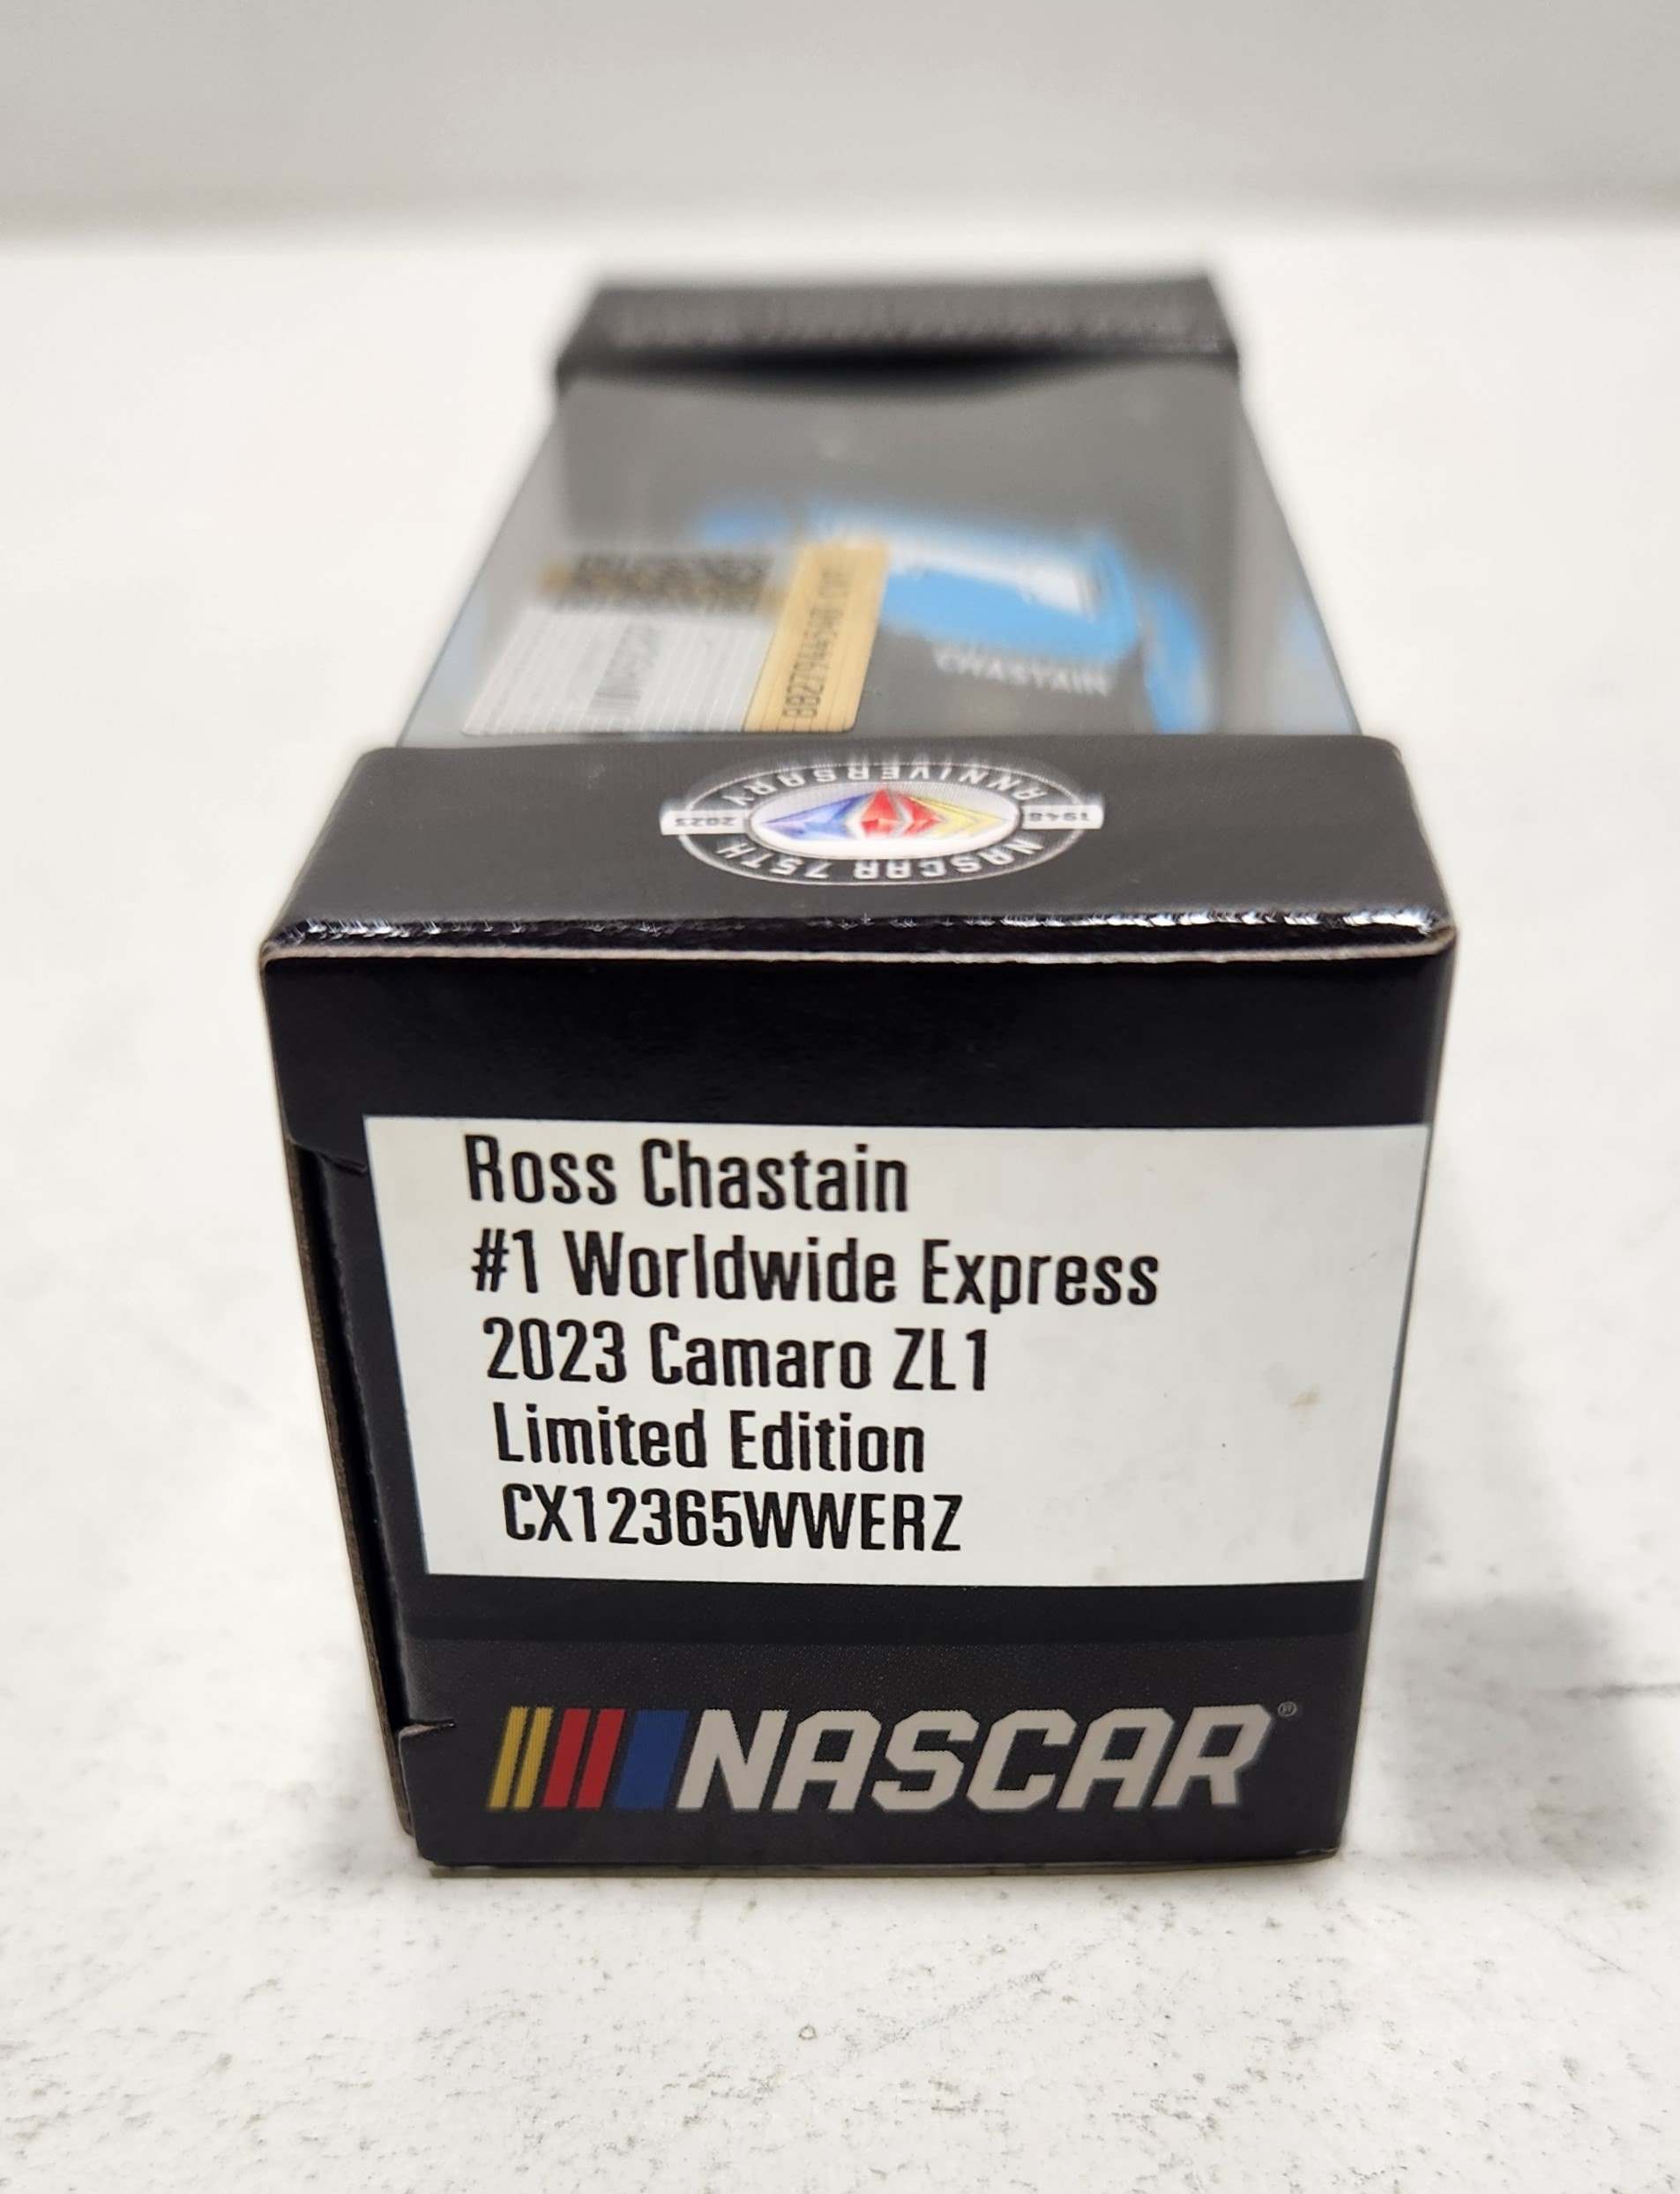 CHASTAIN
NASCAR 75TH ANNIVERSARY
1948 2023
Ross Chastain
#1 Worldwide Express
2023 Camaro ZL1
Limited Edition
CX12365WWERZ
NASCAR®